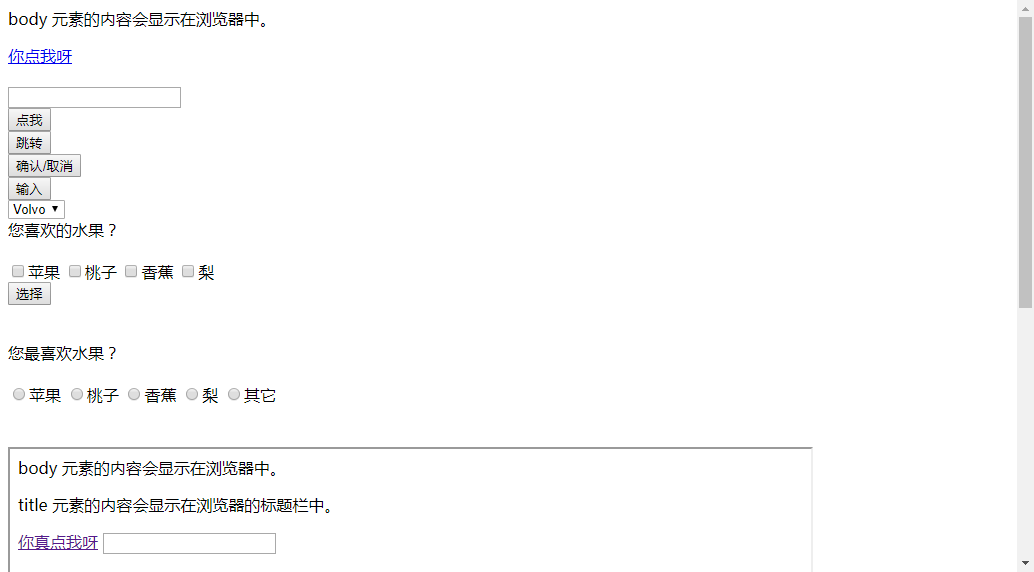 body 元素的内容会显示在浏览器中。
你点我呀
点我
跳转
确认/取消
输入
Volvo
您喜欢的水果？
苹果 桃子 香蕉 梨
选择
您最喜欢水果？
苹果 桃子 香蕉 梨 其它
body 元素的内容会显示在浏览器中。
title 元素的内容会显示在浏览器的标题栏中。
你真点我呀